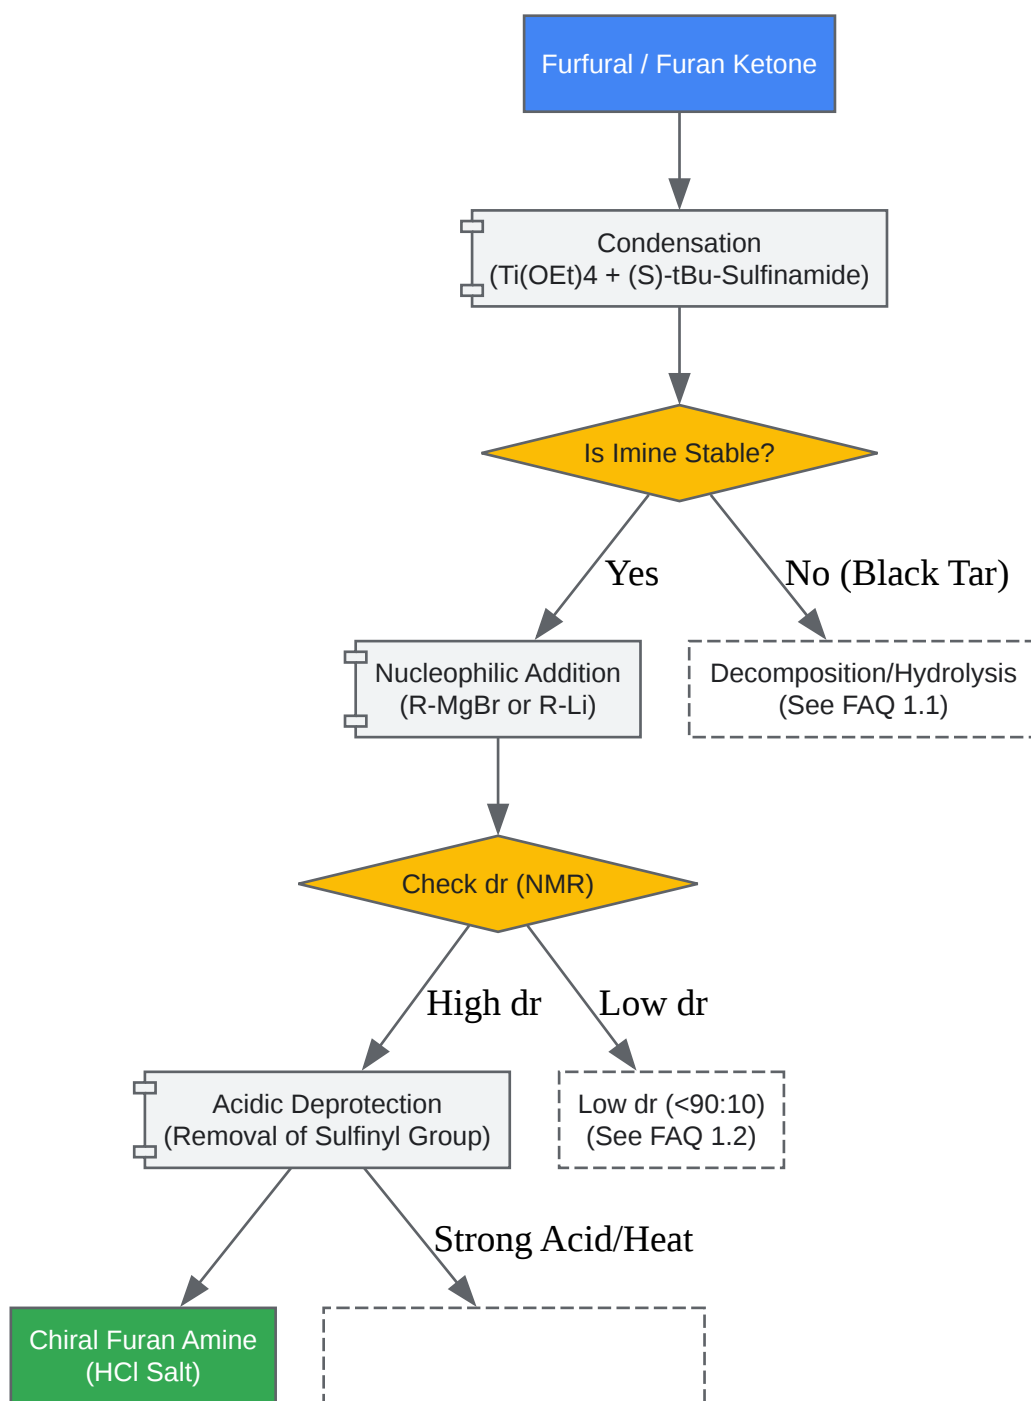 Furfural / Furan Ketone
Condensation
(Ti(OEt)4 + (S)-tBu-Sulfinamide)
Is Imine Stable?
Yes
No (Black Tar)
Nucleophilic Addition
(R-MgBr or R-Li)
Decomposition/Hydrolysis
(See FAQ 1.1)
Check dr (NMR)
High dr
Low dr
Acidic Deprotection
(Removal of Sulfinyl Group)
Low dr (<90:10)
(See FAQ 1.2)
Strong Acid/Heat
Chiral Furan Amine
(HCl Salt)